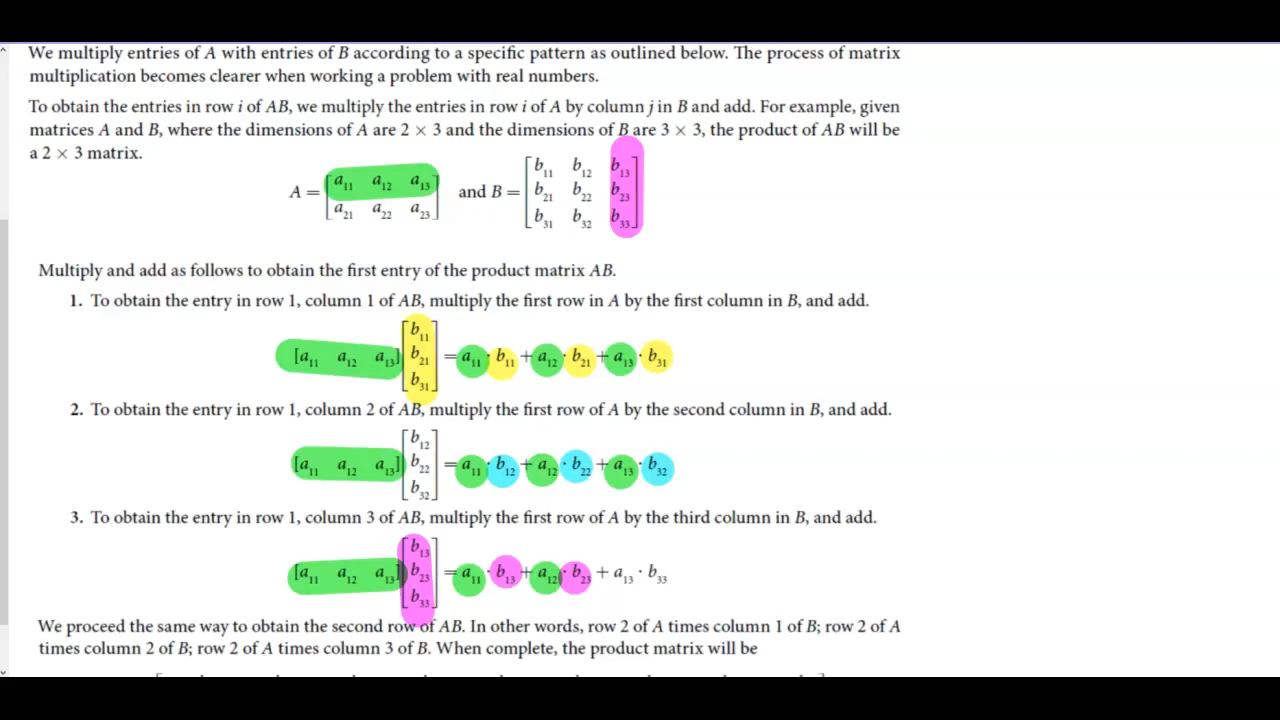 We multiply entries of A with entries of B according to a specific pattern as outlined below. The process of matrix
multiplication becomes clearer when working a problem with real numbers.
To obtain the entries in row i of AB, we multiply the entries in row i of A by column j in B and add. For example, given
matrices A and B, where the dimensions of A are 2 × 3 and the dimensions of B are 3 × 3, the product of AB will be
a 2 × 3 matrix.
A = [a₁₁ a₁₂ a₁₃
a₂₁ a₂₂ a₂₃] and B = [b₁₁ b₁₂ b₁₃
b₂₁ b₂₂ b₂₃
b₃₁ b₃₂ b₃₃]
Multiply and add as follows to obtain the first entry of the product matrix AB.
1. To obtain the entry in row 1, column 1 of AB, multiply the first row in A by the first column in B, and add.
[a₁₁ a₁₂ a₁₃] [b₁₁
b₂₁
b₃₁] = a₁₁ · b₁₁ + a₁₂ · b₂₁ + a₁₃ · b₃₁
2. To obtain the entry in row 1, column 2 of AB, multiply the first row of A by the second column in B, and add.
[a₁₁ a₁₂ a₁₃] [b₁₂
b₂₂
b₃₂] = a₁₁ · b₁₂ + a₁₂ · b₂₂ + a₁₃ · b₃₂
3. To obtain the entry in row 1, column 3 of AB, multiply the first row of A by the third column in B, and add.
[a₁₁ a₁₂ a₁₃] [b₁₃
b₂₃
b₃₃] = a₁₁ · b₁₃ + a₁₂ · b₂₃ + a₁₃ · b₃₃
We proceed the same way to obtain the second row of AB. In other words, row 2 of A times column 1 of B; row 2 of A
times column 2 of B; row 2 of A times column 3 of B. When complete, the product matrix will be